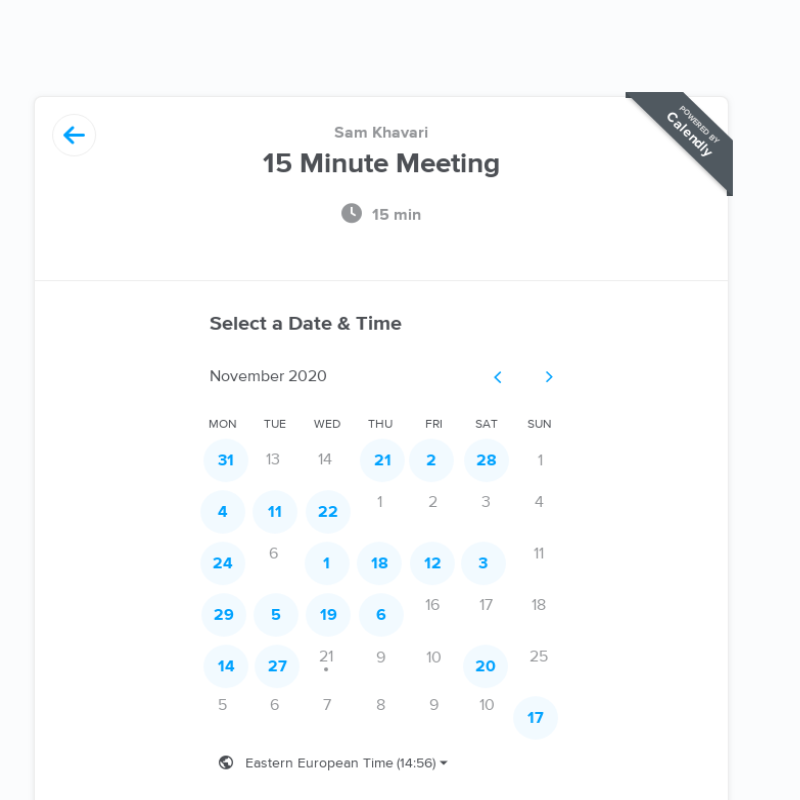 POWERED BY
Calendly
Sam Khavari
15 Minute Meeting
15 min
Select a Date & Time
November 2020
MON TUE WED THU FRI SAT SUN
31 13 14 21 2 28 1
4 11 22 1 2 3 4
24 6 1 18 12 3 11
29 5 19 6 16 17 18
14 27 21 9 10 20 25
5 6 7 8 9 10 17
Eastern European Time (14:56)